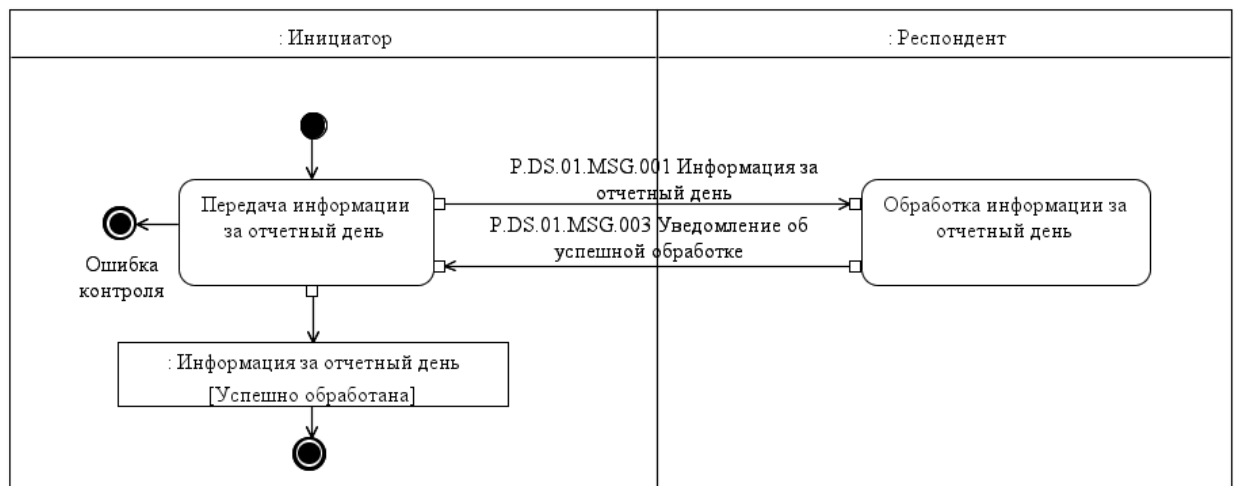 : Инициатор
: Респондент
P.DS.01.MSG.001 Информация за
отчетный день
Передача информации
за отчетный день
Обработка информации за
отчетный день
P.DS.01.MSG.003 Уведомление об
успешной обработке
Ошибка
контроля
: Информация за отчетный день
[Успешно обработана]